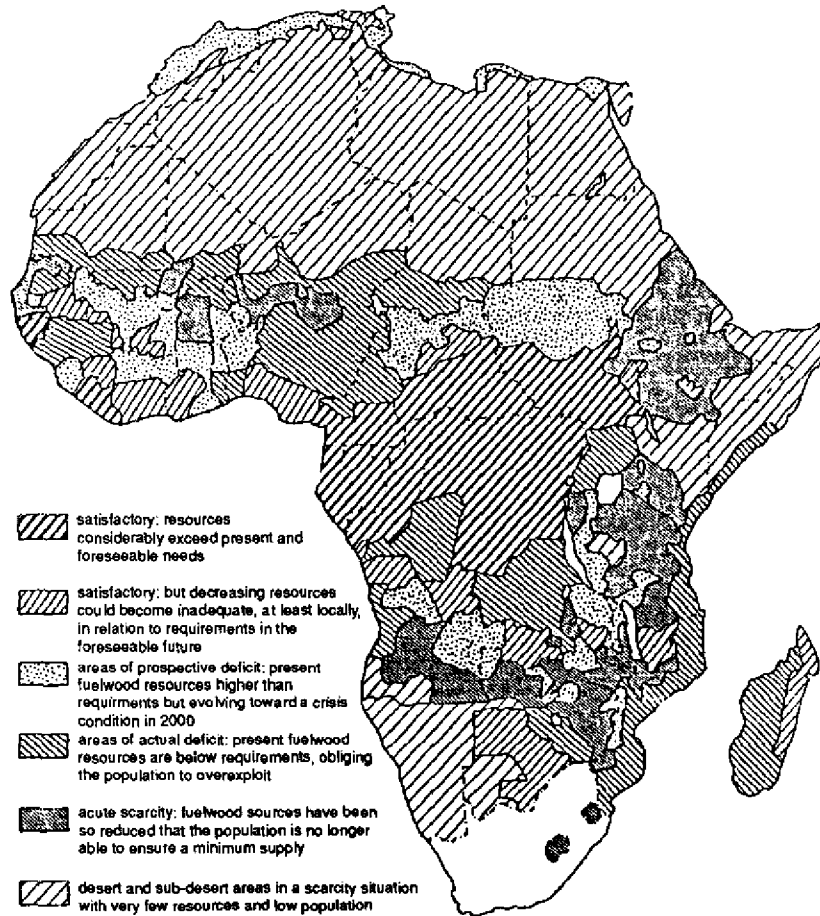 satisfactory: resources
considerably exceed present and
foreseeable needs
satisfactory: but decreasing resources
could become inadequate, at least locally,
in relation to requirements in the
foreseeable future
areas of prospective deficit: present
fuelwood resources higher than
requirments but evolving toward a crisis
condition in 2000
areas of actual deficit: present fuelwood
resources are below requirements, obliging
the population to overexploit
acute scarcity: fuelwood sources have been
so reduced that the population is no longer
able to ensure a minimum supply
desert and sub-desert areas in a scarcity situation
with very few resources and low population